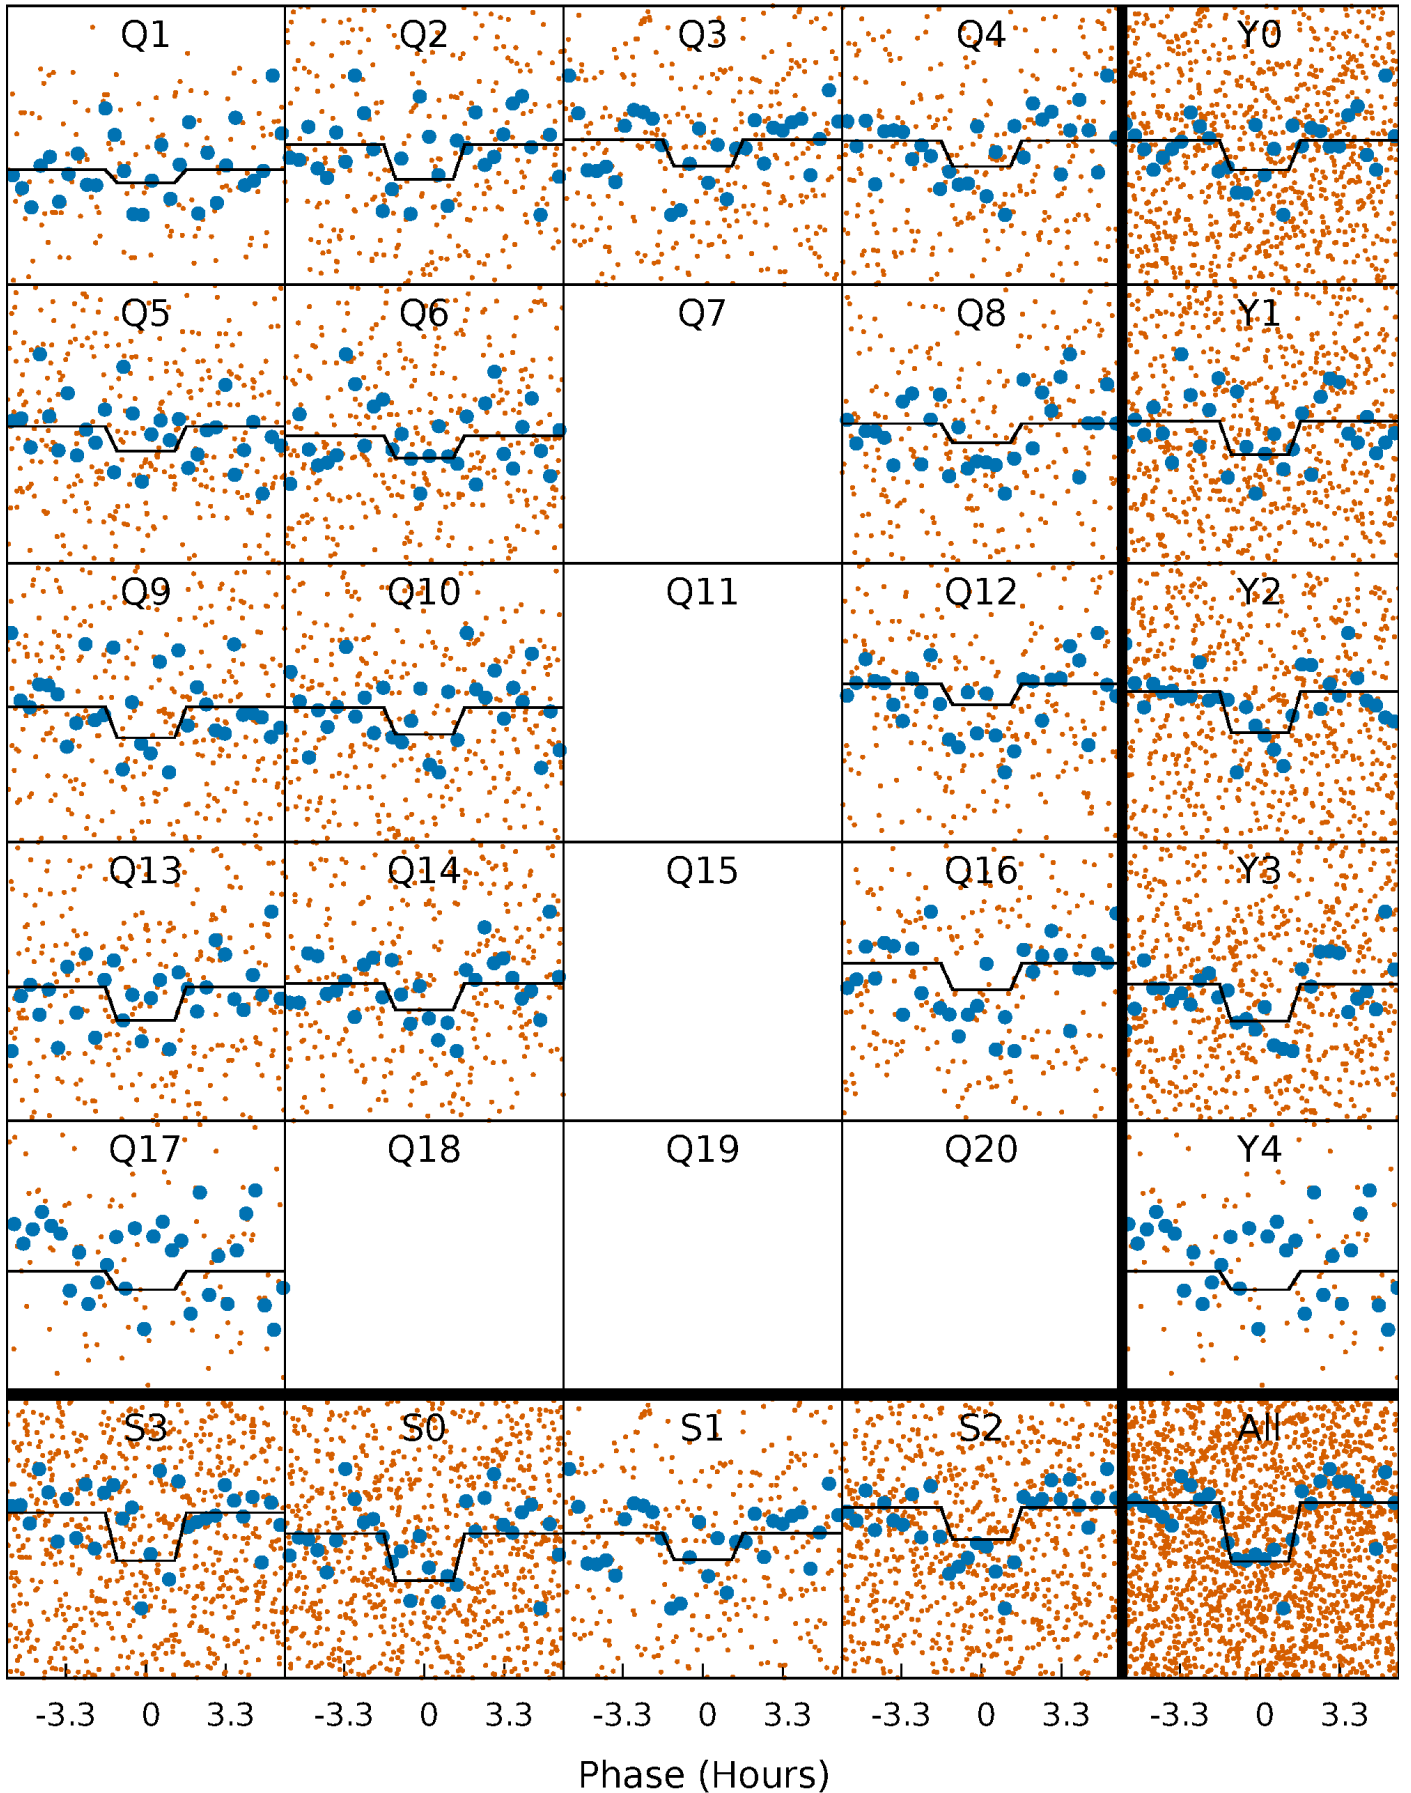 Q1 Q2 Q3 Q4 Y0
Q5 Q6 Q7 Q8 Y1
Q9 Q10 Q11 Q12 Y2
Q13 Q14 Q15 Q16 Y3
Q17 Q18 Q19 Q20 Y4
S3 S0 S1 S2 All
-3.3 0 3.3 -3.3 0 3.3 -3.3 0 3.3 -3.3 0 3.3 -3.3 0 3.3
Phase (Hours)